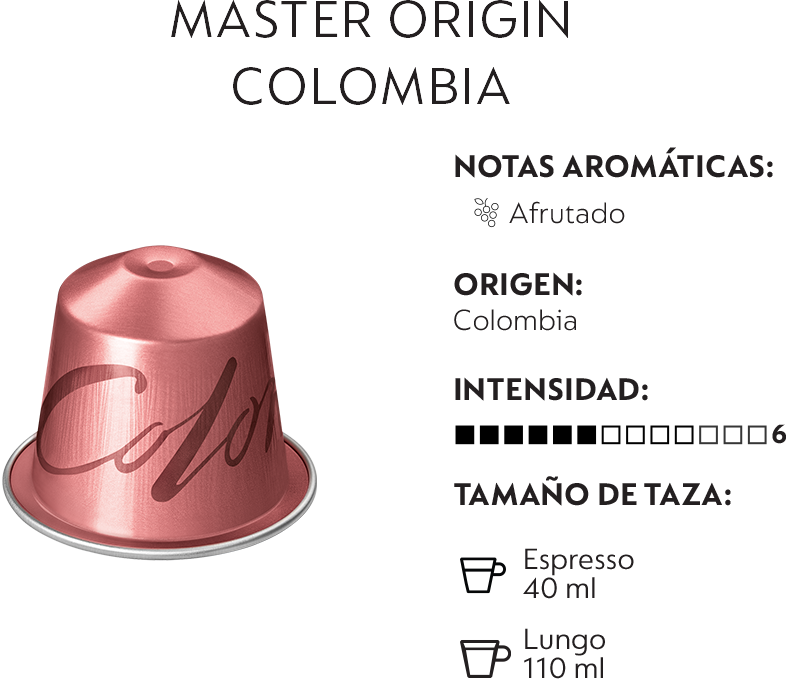 MASTER ORIGIN
COLOMBIA
NOTAS AROMÁTICAS:
Afrutado
ORIGEN:
Colombia
INTENSIDAD:
6
TAMAÑO DE TAZA:
Espresso
40 ml
Lungo
110 ml
Colom